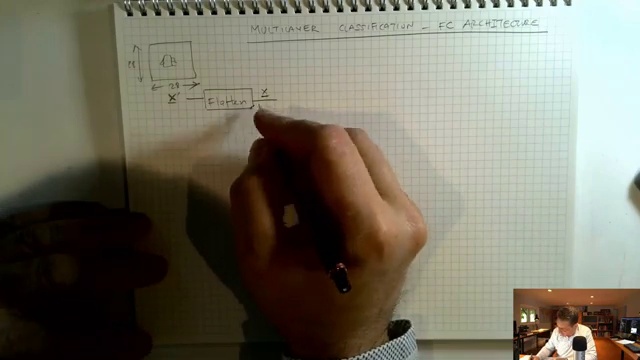 MULTILAYER CLASSIFICATION - FC ARCHITECTURE
28
28
X' Flatten X